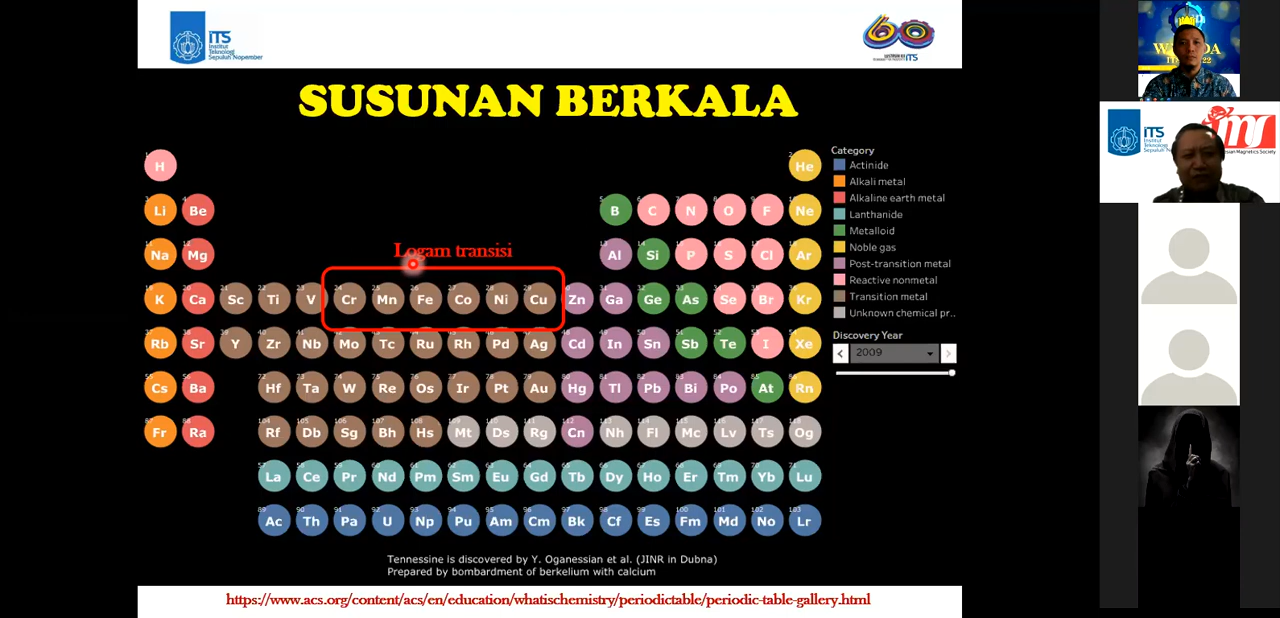 ITS
Institut
Teknologi
Sepuluh Nopember
60
SUSUNAN BERKALA
Category
Actinide
Alkali metal
Alkaline earth metal
Lanthanide
Metalloid
Noble gas
Post-transition metal
Reactive nonmetal
Transition metal
Unknown chemical pr..
Discovery Year
2009
Logam transisi
H He
Li Be B C N O F Ne
Na Mg Al Si P S Cl Ar
K Ca Sc Ti V Cr Mn Fe Co Ni Cu Zn Ga Ge As Se Br Kr
Rb Sr Y Zr Nb Mo Tc Ru Rh Pd Ag Cd In Sn Sb Te I Xe
Cs Ba Hf Ta W Re Os Ir Pt Au Hg Tl Pb Bi Po At Rn
Fr Ra Rf Db Sg Bh Hs Mt Ds Rg Cn Nh Fl Mc Lv Ts Og
La Ce Pr Nd Pm Sm Eu Gd Tb Dy Ho Er Tm Yb Lu
Ac Th Pa U Np Pu Am Cm Bk Cf Es Fm Md No Lr
Tennessine is discovered by Y. Oganessian et al. (JINR in Dubna)
Prepared by bombardment of berkelium with calcium
https://www.acs.org/content/acs/en/education/whatischemistry/periodictable/periodic-table-gallery.html
ITS